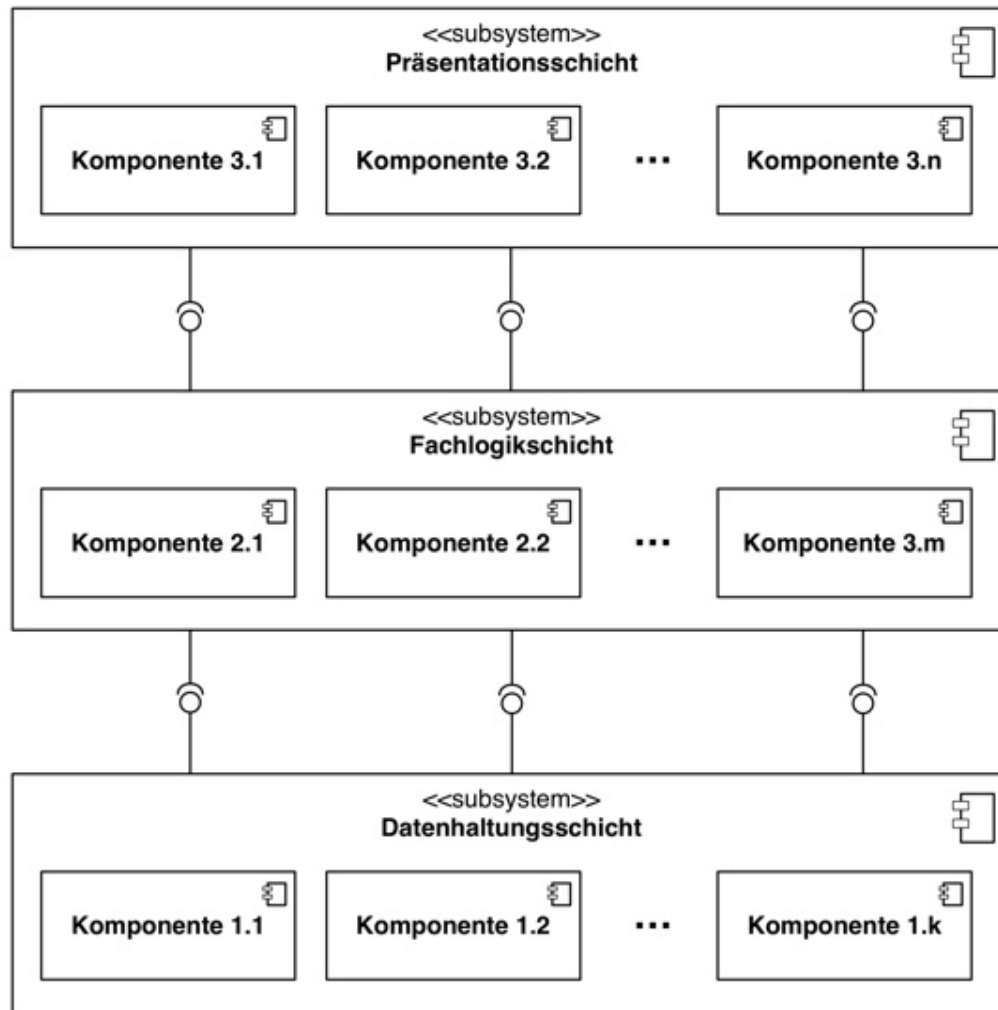 <<subsystem>>
Präsentationsschicht
Komponente 3.1
Komponente 3.2
...
Komponente 3.n
<<subsystem>>
Fachlogikschicht
Komponente 2.1
Komponente 2.2
...
Komponente 3.m
<<subsystem>>
Datenhaltungsschicht
Komponente 1.1
Komponente 1.2
...
Komponente 1.k